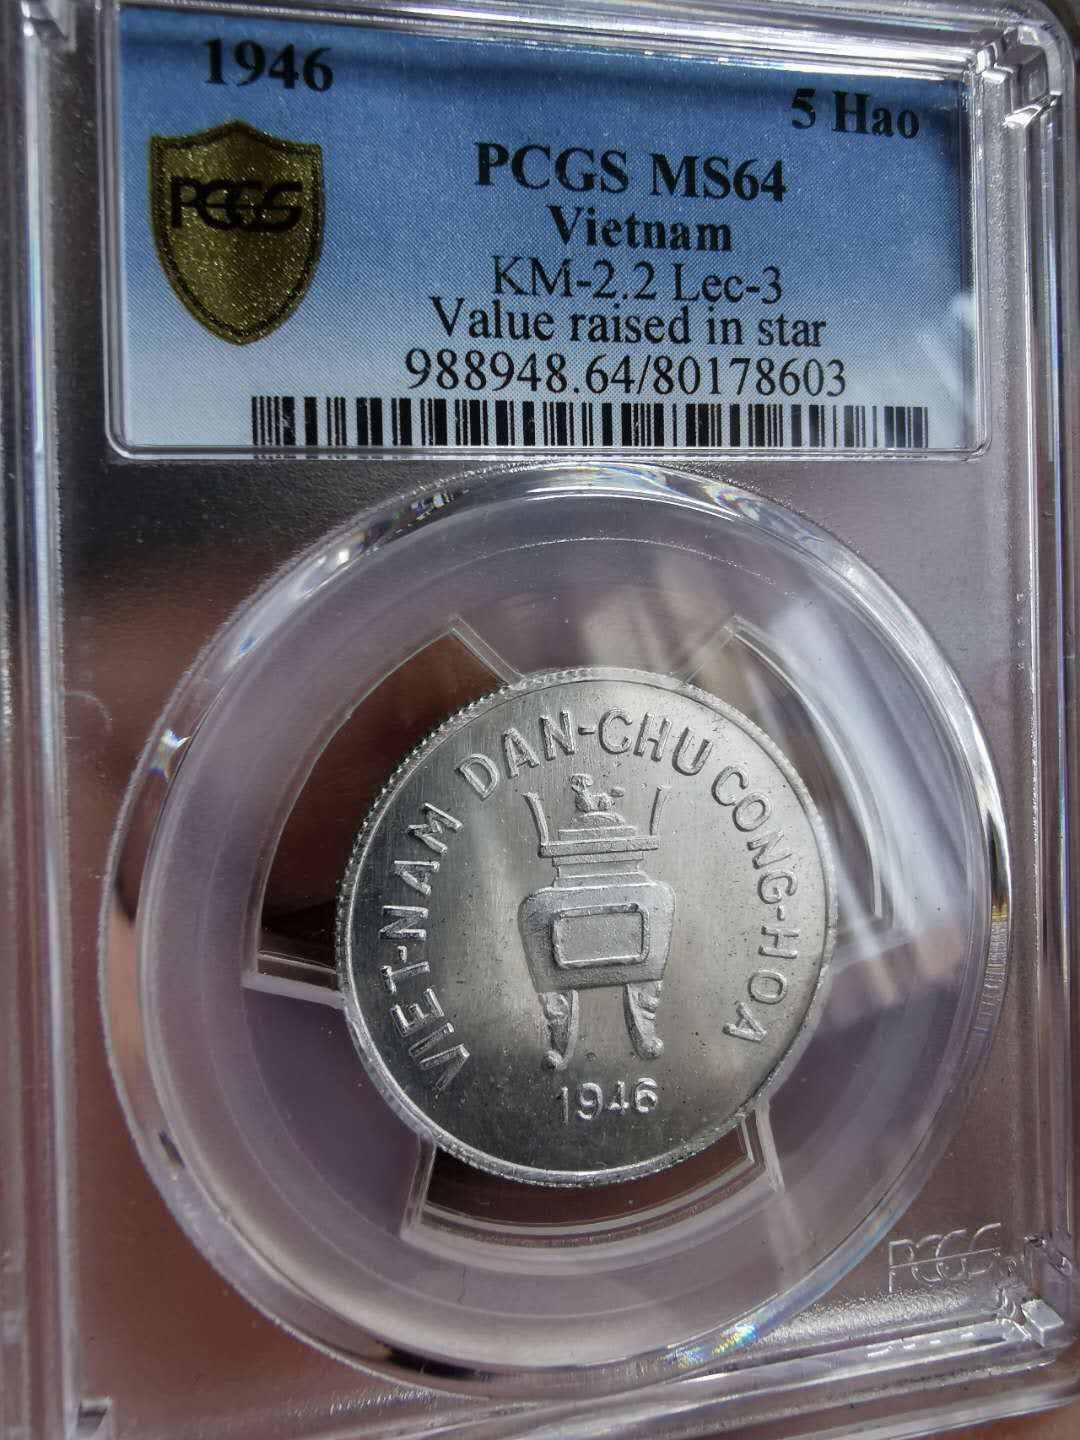 1946
5 Hao
PCGS
PCGS MS64
Vietnam
KM-2.2 Lec-3
Value raised in star
988948.64/80178603
VIET-NAM DAN-CHU CONG-HOA
1946
PCGS